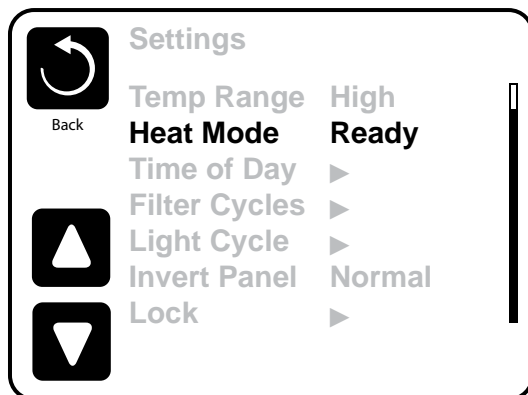 Settings
Back
Temp Range High
Heat Mode Ready
Time of Day ▶
Filter Cycles ▶
Light Cycle ▶
Invert Panel Normal
Lock ▶